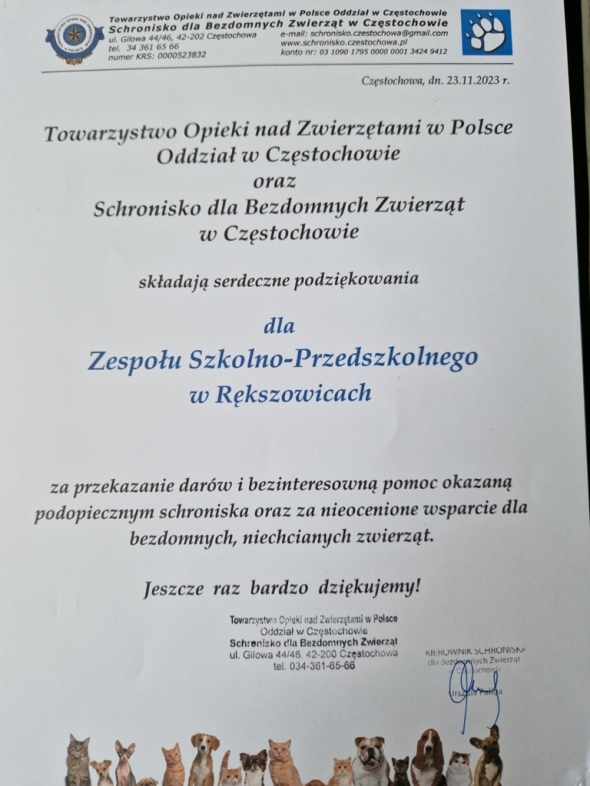 Towarzystwo Opieki nad Zwierzętami w Polsce Oddział w Częstochowie
Schronisko dla Bezdomnych Zwierząt w Częstochowie
ul. Gilowa 44/46, 42-202 Częstochowa e-mail: schronisko.czestochowa@gmail.com
tel. 34 361 65 66 www.schronisko.czestochowa.pl
numer KRS: 0000523832 konto nr: 03 1090 1795 0000 0001 3424 9412
Częstochowa, dn. 23.11.2023 r.
Towarzystwo Opieki nad Zwierzętami w Polsce
Oddział w Częstochowie
oraz
Schronisko dla Bezdomnych Zwierząt
w Częstochowie
składają serdeczne podziękowania
dla
Zespołu Szkolno-Przedszkolnego
w Rększowicach
za przekazanie darów i bezinteresowną pomoc okazaną
podopiecznym schroniska oraz za nieocenione wsparcie dla
bezdomnych, niechcianych zwierząt.
Jeszcze raz bardzo dziękujemy!
Towarzystwo Opieki nad Zwierzętami w Polsce
Oddział w Częstochowie
Schronisko dla Bezdomnych Zwierząt
ul. Gilowa 44/46, 42-200 Częstochowa
tel. 034-361-65-66
KIEROWNIK SCHRONISKA
dla Bezdomnych Zwierząt